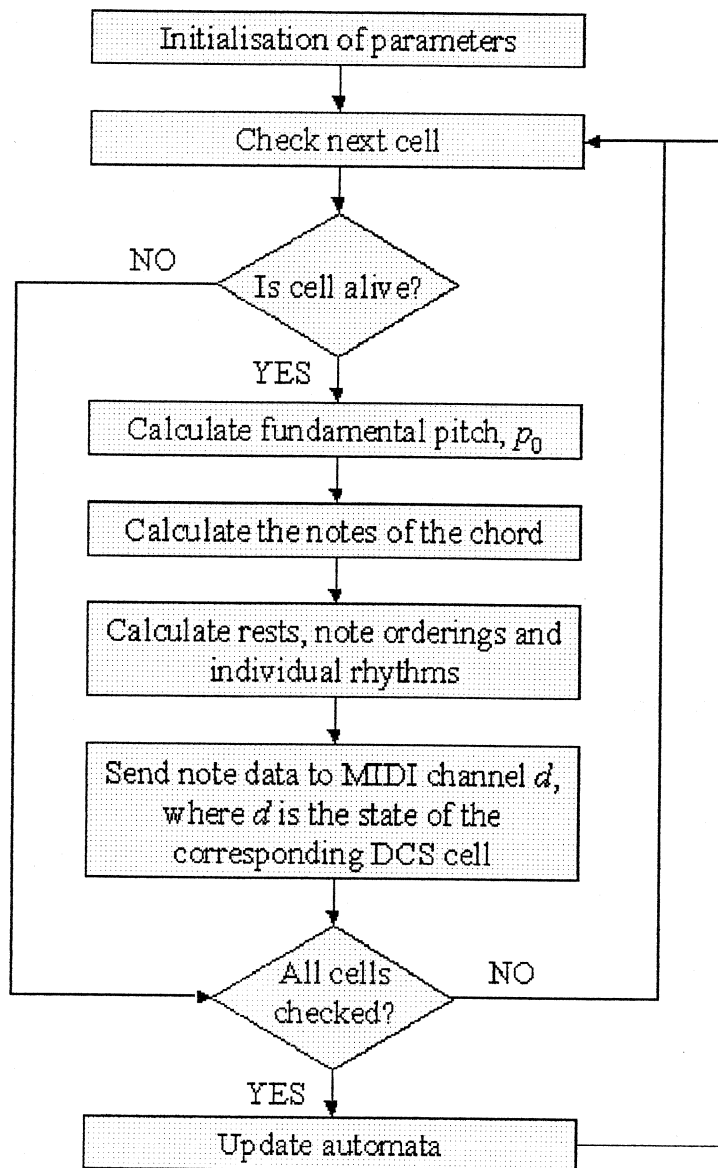 Initialisation of parameters
Check next cell
NO
Is cell alive?
YES
Calculate fundamental pitch, p₀
Calculate the notes of the chord
Calculate rests, note orderings and
individual rhythms
Send note data to MIDI channel d,
where d is the state of the
corresponding DCS cell
All cells
checked?
NO
YES
Update automata